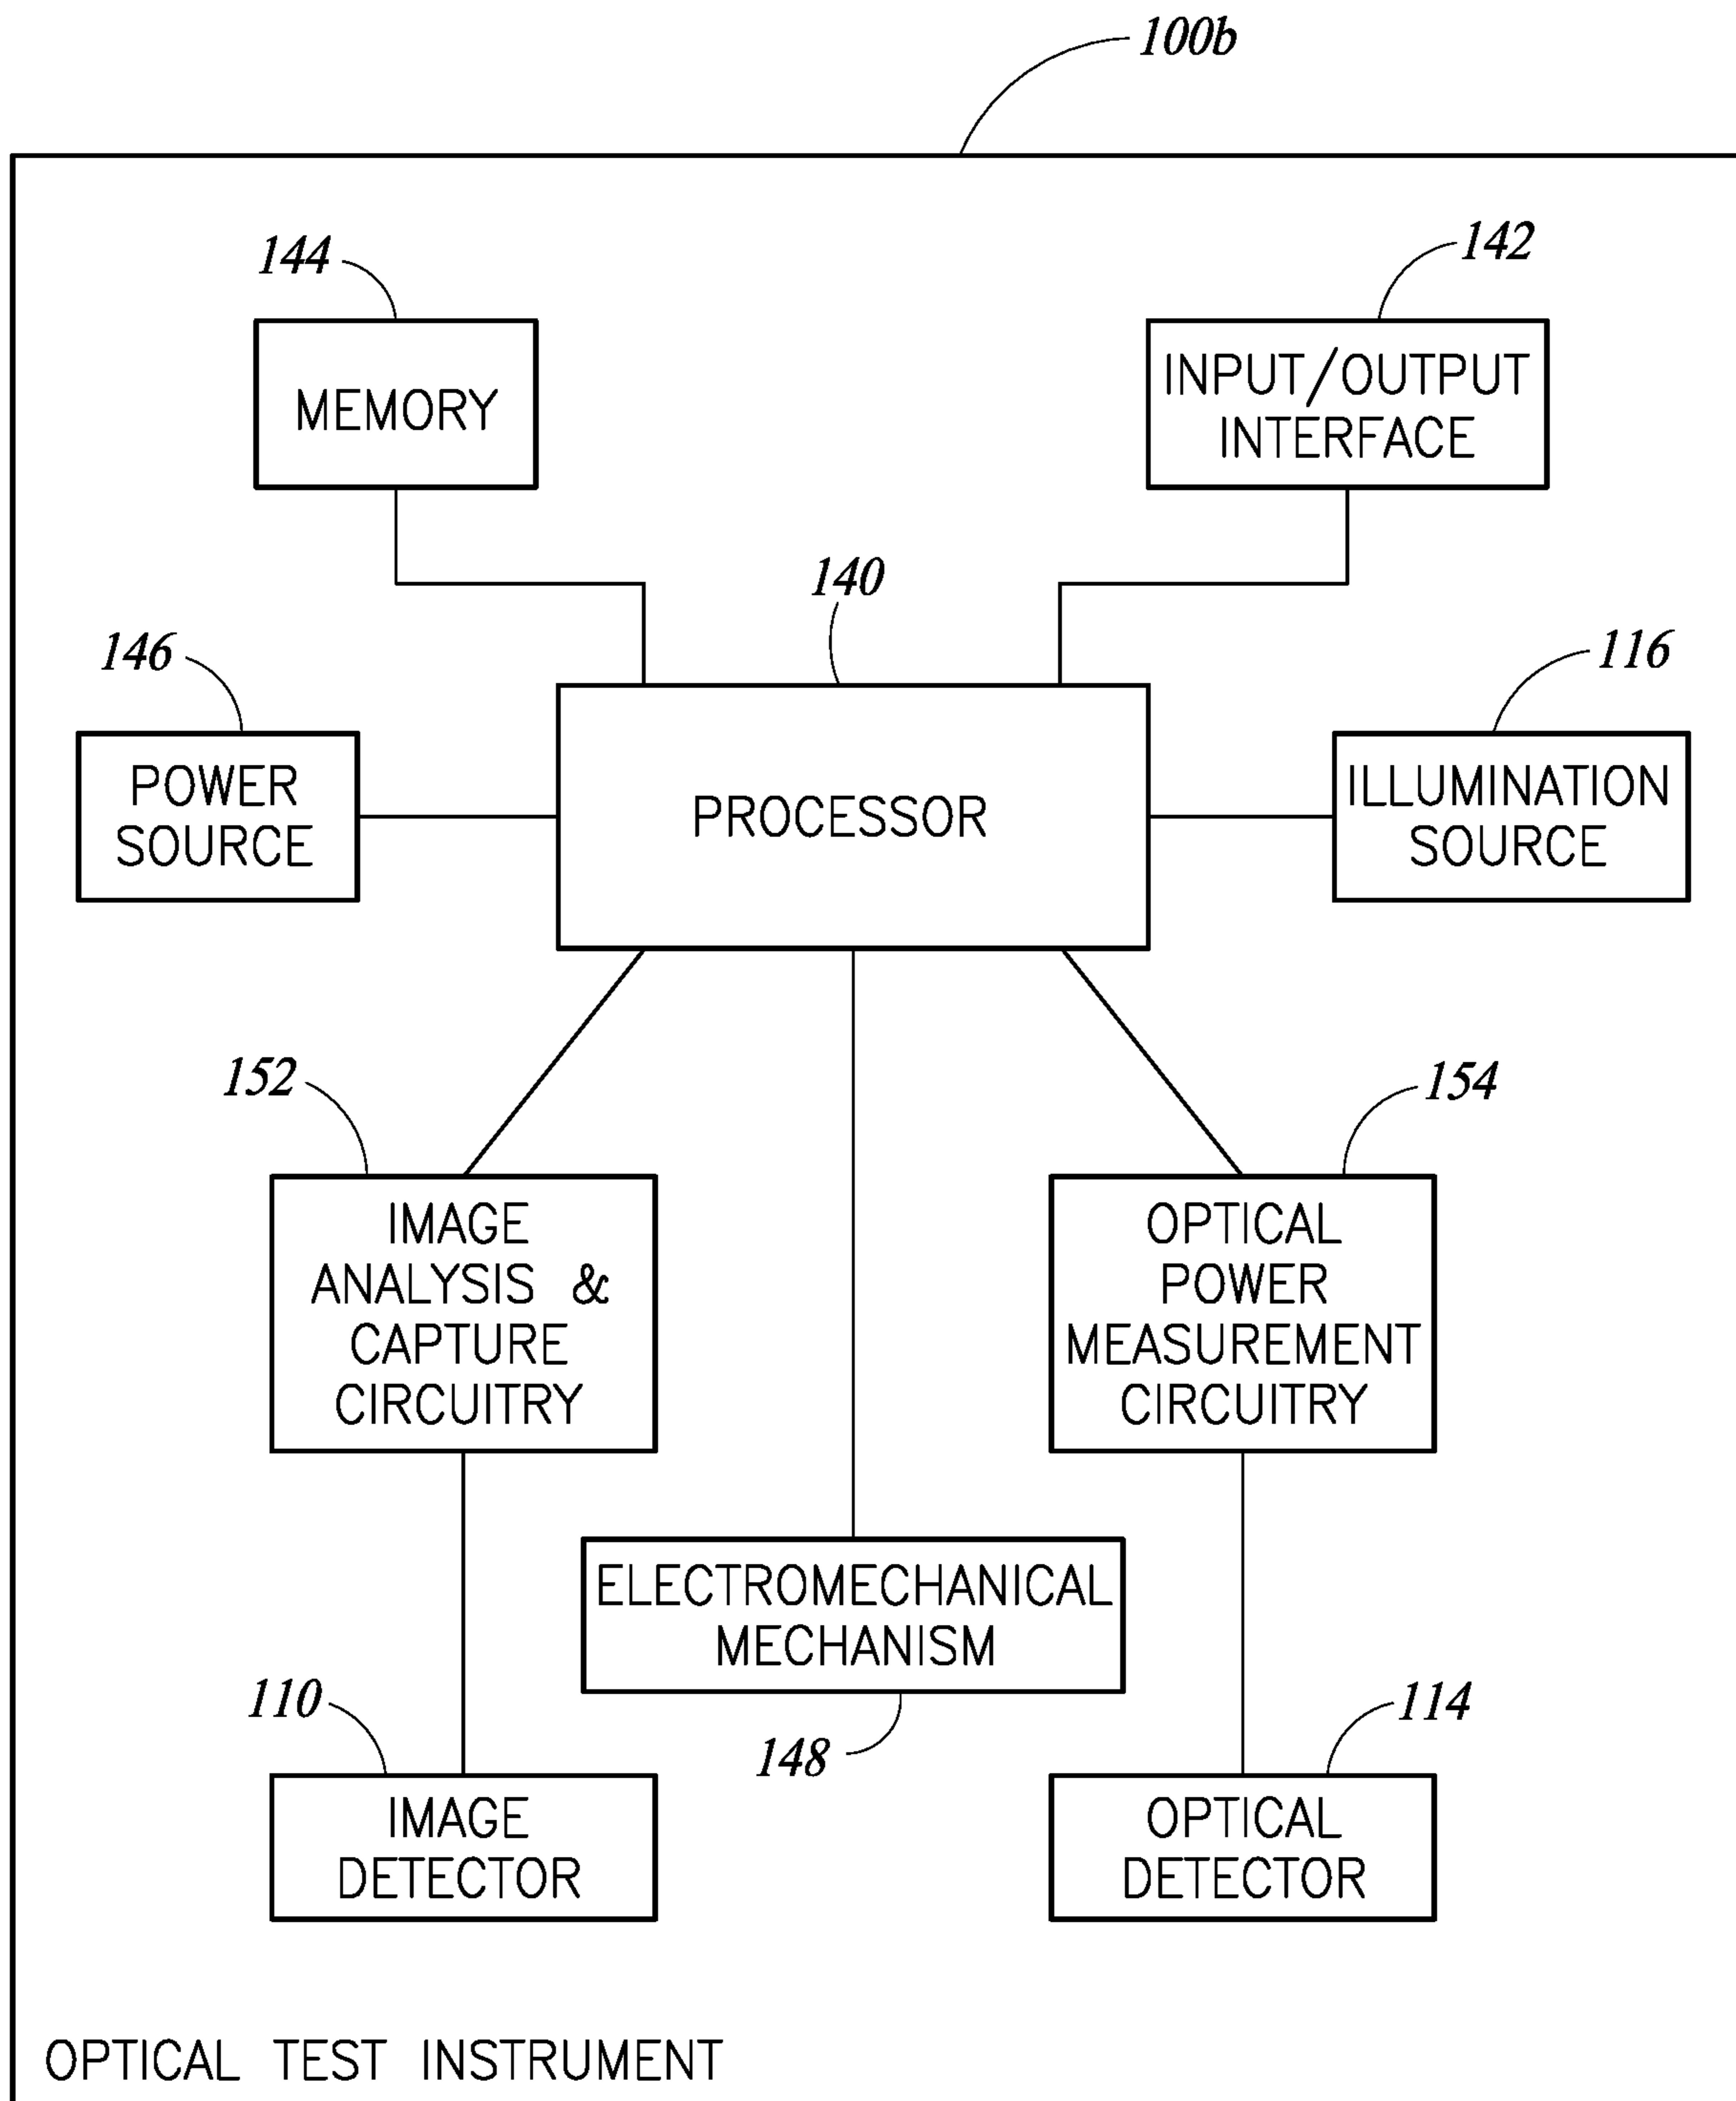 100b
144
142
MEMORY
INPUT/OUTPUT
INTERFACE
140
146
116
POWER
SOURCE
PROCESSOR
ILLUMINATION
SOURCE
152
154
IMAGE
ANALYSIS &
CAPTURE
CIRCUITRY
OPTICAL
POWER
MEASUREMENT
CIRCUITRY
ELECTROMECHANICAL
MECHANISM
110
148
114
IMAGE
DETECTOR
OPTICAL
DETECTOR
OPTICAL TEST INSTRUMENT